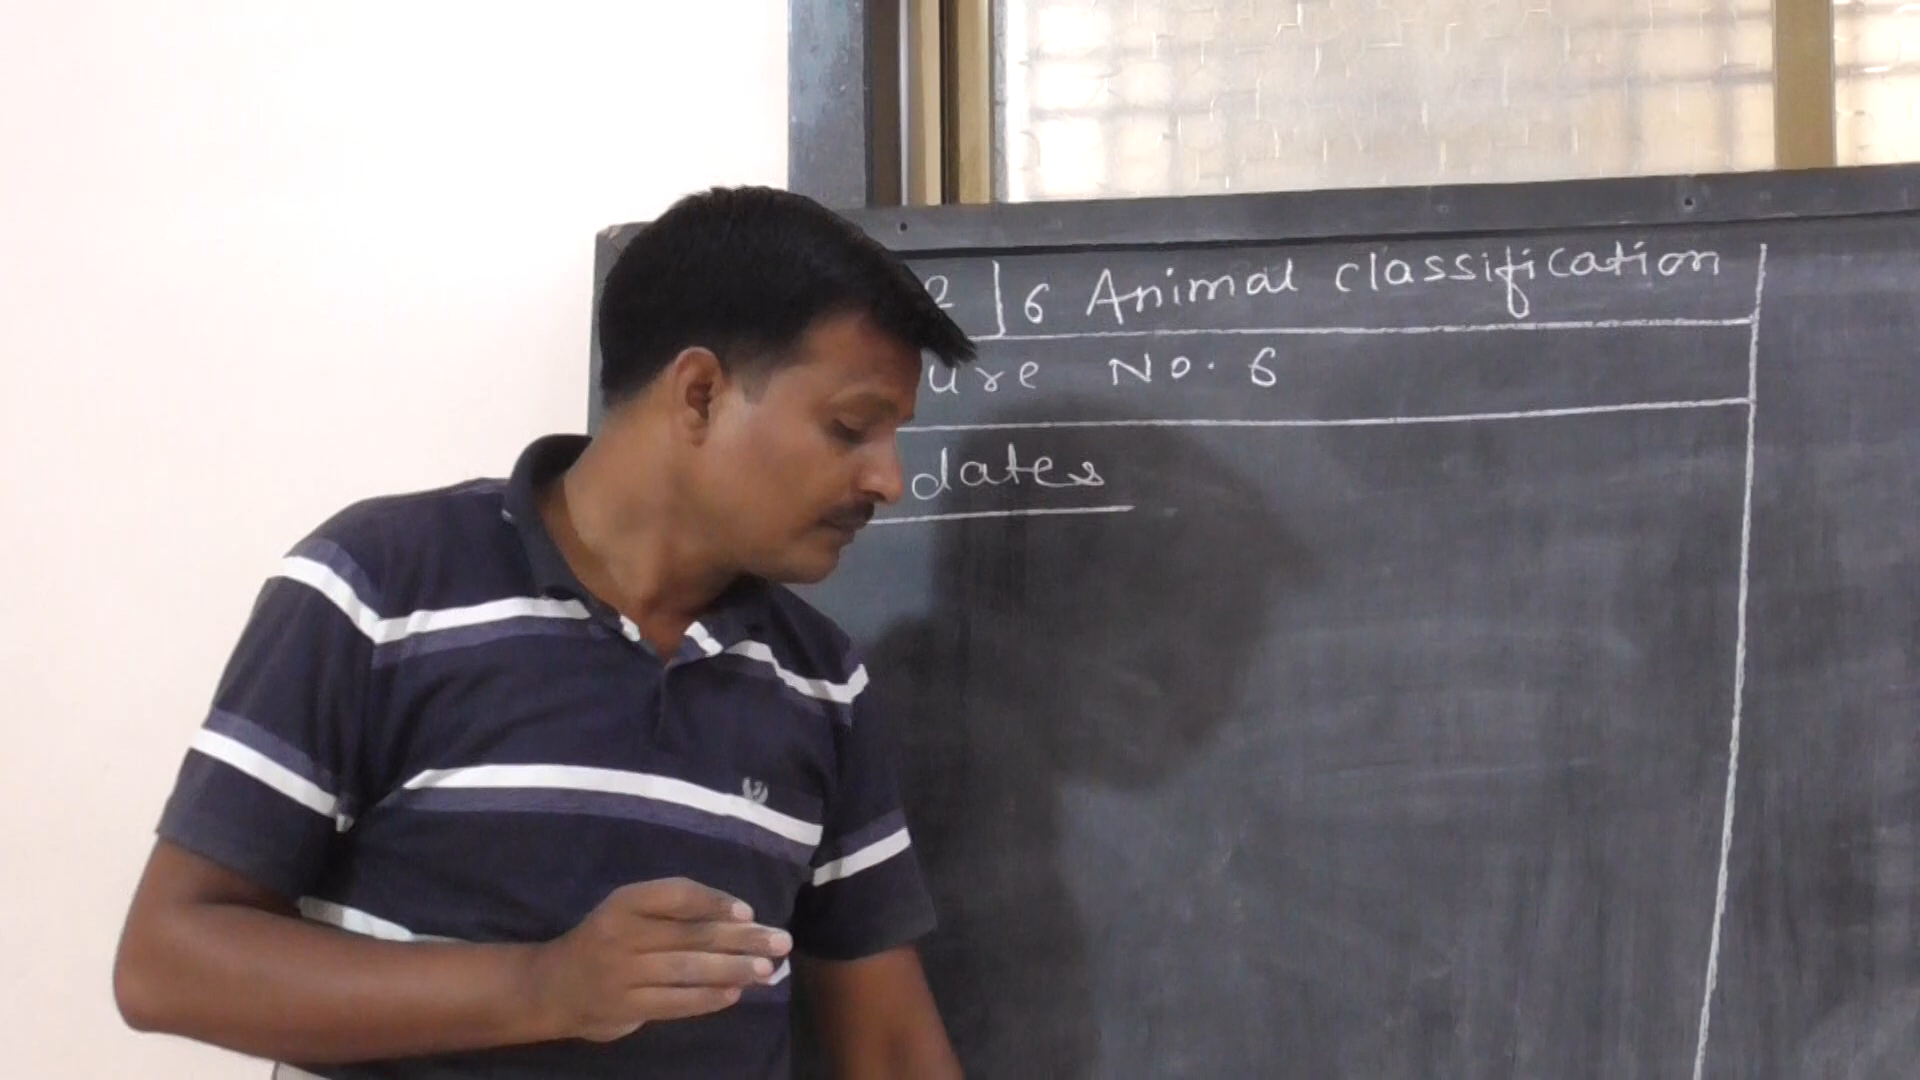 2 | 6 Animal classification
ure No. 6
dates